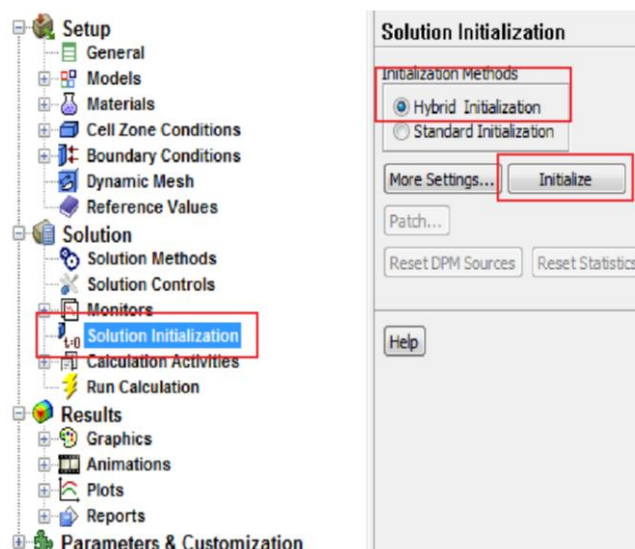 Setup
General
Models
Materials
Cell Zone Conditions
Boundary Conditions
Dynamic Mesh
Reference Values
Solution
Solution Methods
Solution Controls
Monitors
t=0 Solution Initialization
Calculation Activities
Run Calculation
Results
Graphics
Animations
Plots
Reports
Parameters & Customization
Solution Initialization
Initialization Methods
Hybrid Initialization
Standard Initialization
More Settings... Initialize
Patch...
Reset DPM Sources Reset Statistics
Help